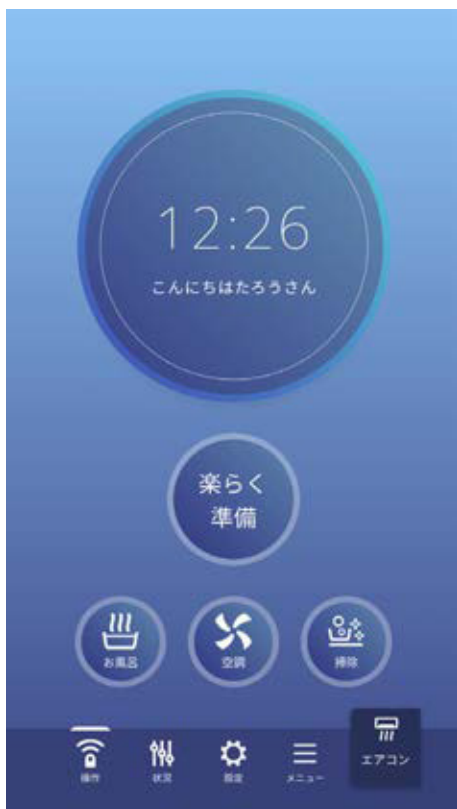 12:26
こんにちはたろうさん
楽らく
準備
お風呂
空調
掃除
操作
状況
設定
メニュー
エアコン